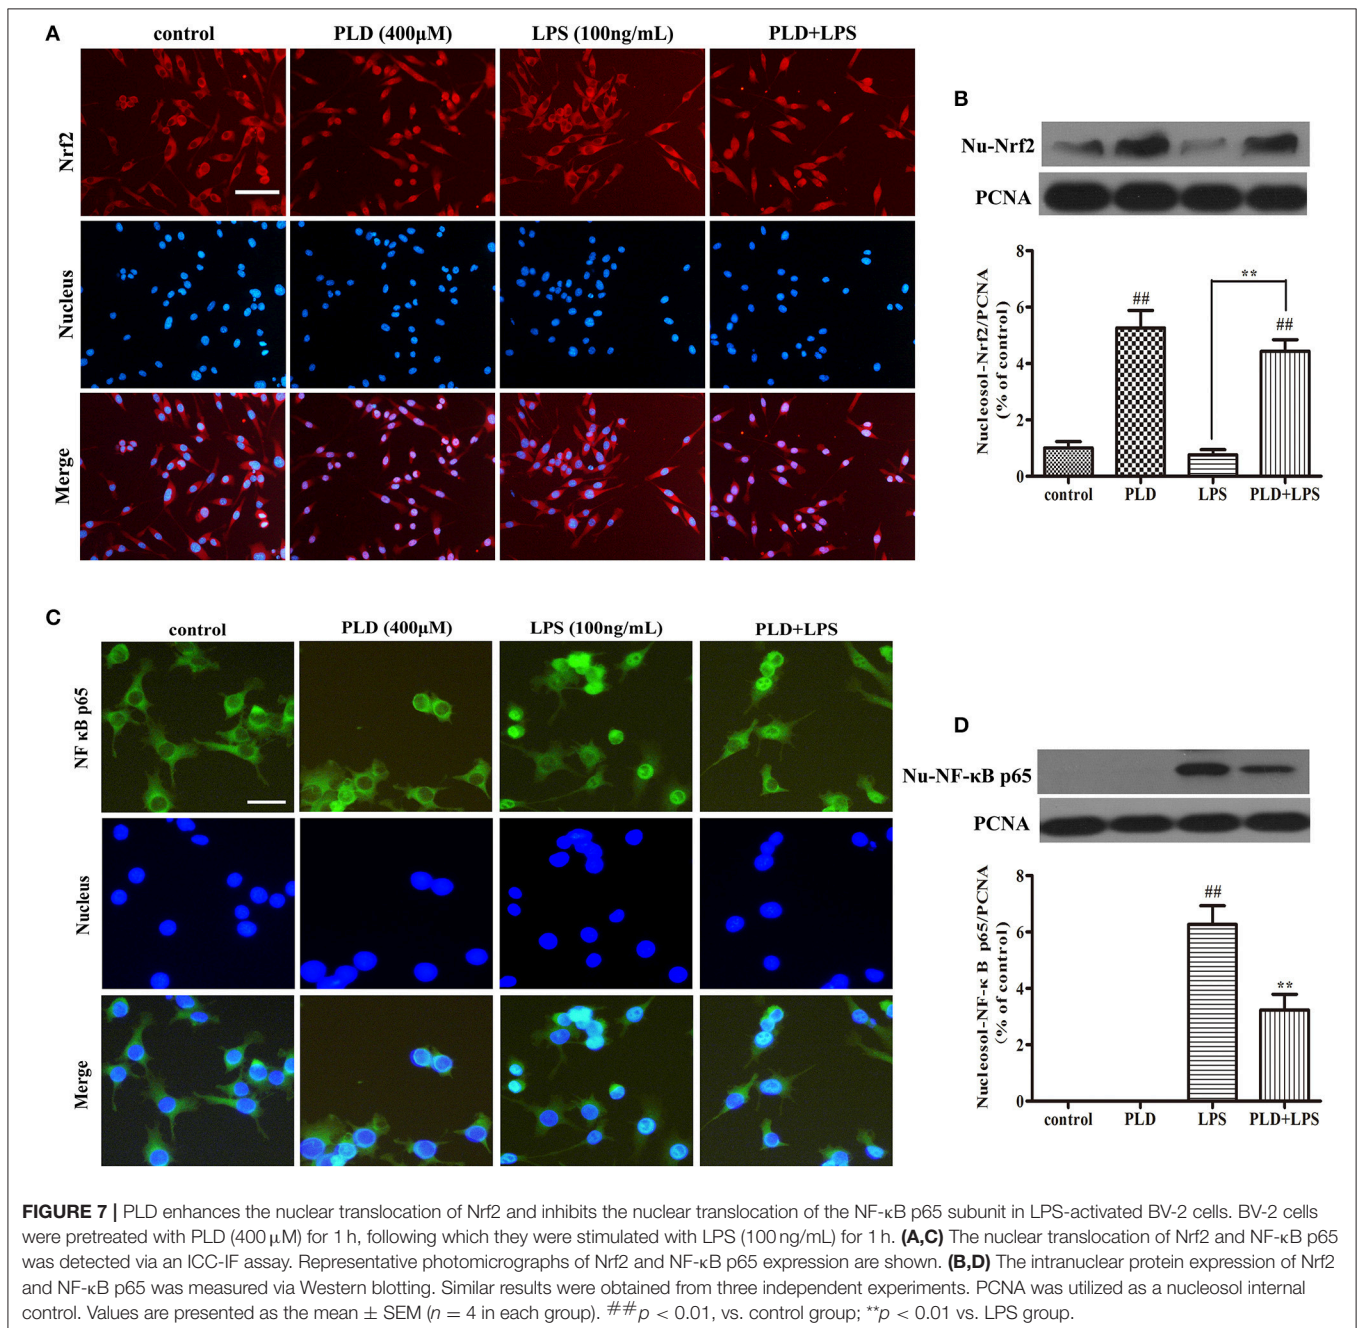 A
control PLD (400µM) LPS (100ng/mL) PLD+LPS
Nrf2
Nucleus
Merge
B
Nu-Nrf2
PCNA
Nucleosol-Nrf2/PCNA
(% of control)
8
6
4
2
0
##
**
##
control PLD LPS PLD+LPS
C
control PLD (400µM) LPS (100ng/mL) PLD+LPS
NF κB p65
Nucleus
Merge
D
Nu-NF-κB p65
PCNA
Nucleosol-NF-κ B p65/PCNA
(% of control)
8
6
4
2
0
##
**
control PLD LPS PLD+LPS
FIGURE 7 | PLD enhances the nuclear translocation of Nrf2 and inhibits the nuclear translocation of the NF-κB p65 subunit in LPS-activated BV-2 cells. BV-2 cells
were pretreated with PLD (400 µM) for 1 h, following which they were stimulated with LPS (100 ng/mL) for 1 h. (A,C) The nuclear translocation of Nrf2 and NF-κB p65
was detected via an ICC-IF assay. Representative photomicrographs of Nrf2 and NF-κB p65 expression are shown. (B,D) The intranuclear protein expression of Nrf2
and NF-κB p65 was measured via Western blotting. Similar results were obtained from three independent experiments. PCNA was utilized as a nucleosol internal
control. Values are presented as the mean ± SEM (n = 4 in each group). ##p < 0.01, vs. control group; **p < 0.01 vs. LPS group.